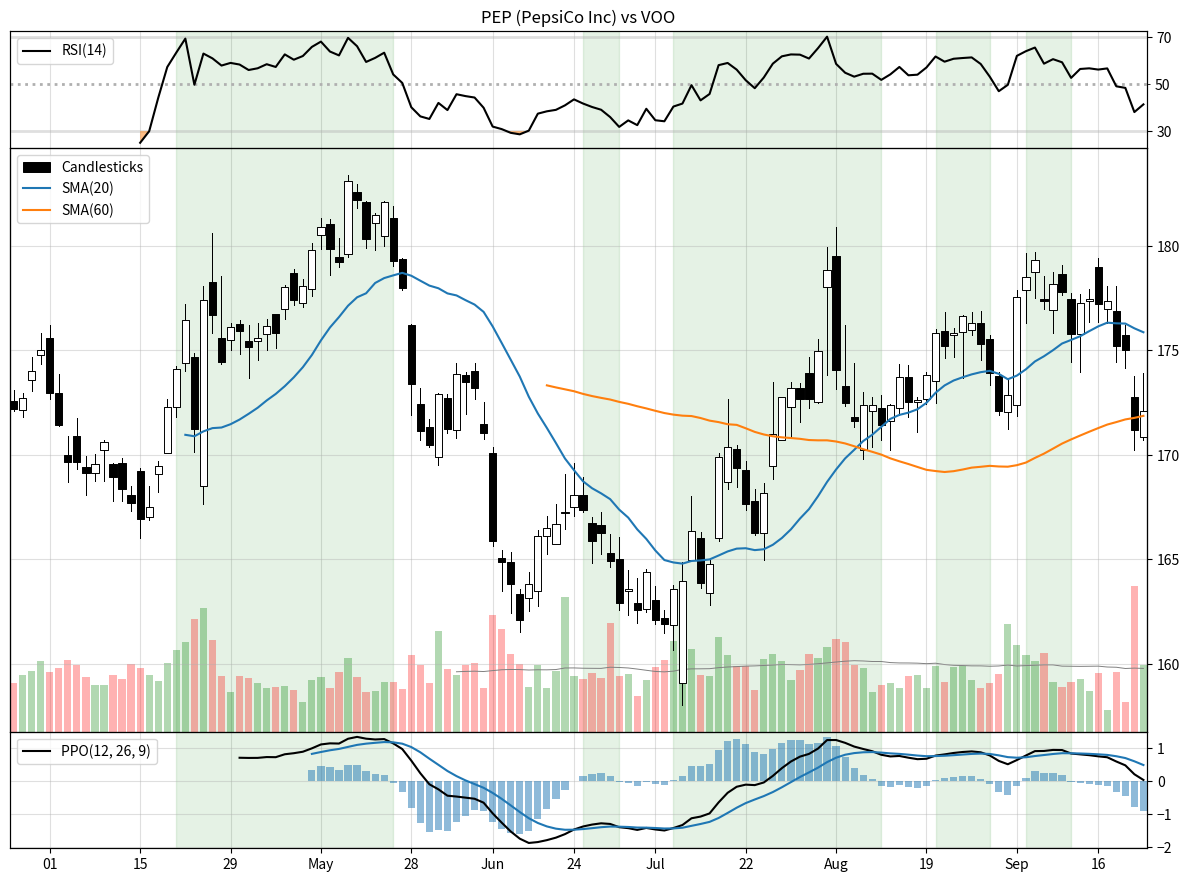 PEP (PepsiCo Inc) vs VOO
RSI(14)
70
50
30
Candlesticks
SMA(20)
SMA(60)
180
175
170
165
160
PPO(12, 26, 9)
1
0
−1
−2
01 15 29 May 28 Jun 24 Jul 22 Aug 19 Sep 16